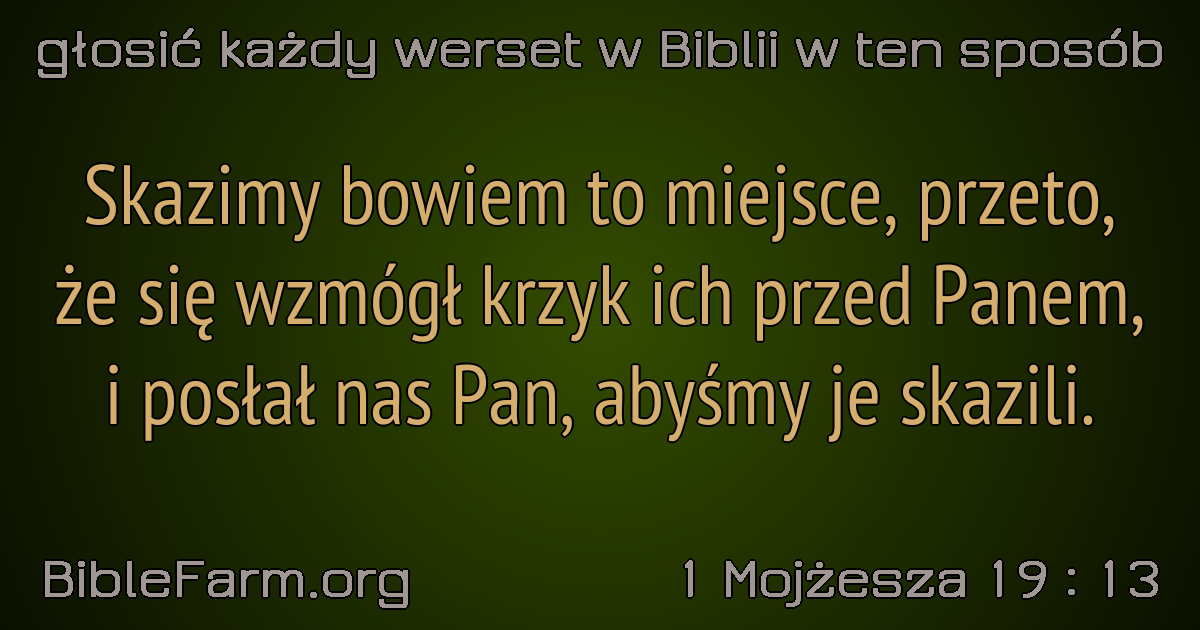 głosić każdy werset w Biblii w ten sposób
Skazimy bowiem to miejsce, przeto,
że się wzmógł krzyk ich przed Panem,
i posłał nas Pan, abyśmy je skazili.
BibleFarm.org
1 Mojżesza 19 : 13